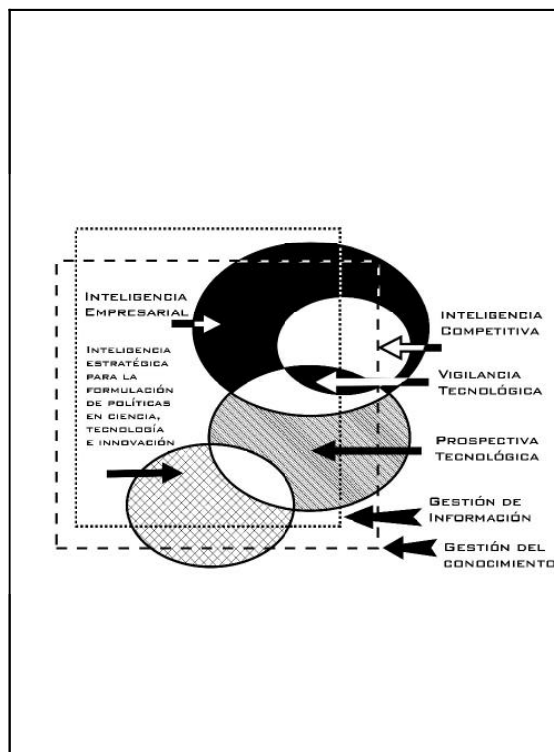 INTELIGENCIA
EMPRESARIAL
INTELIGENCIA
ESTRATÉGICA
PARA LA
FORMULACIÓN
DE POLÍTICAS
EN CIENCIA,
TECNOLOGÍA
E INNOVACIÓN
INTELIGENCIA
COMPETITIVA
VIGILANCIA
TECNOLÓGICA
PROSPECTIVA
TECNOLÓGICA
GESTIÓN DE
INFORMACIÓN
GESTIÓN DEL
CONOCIMIENTO